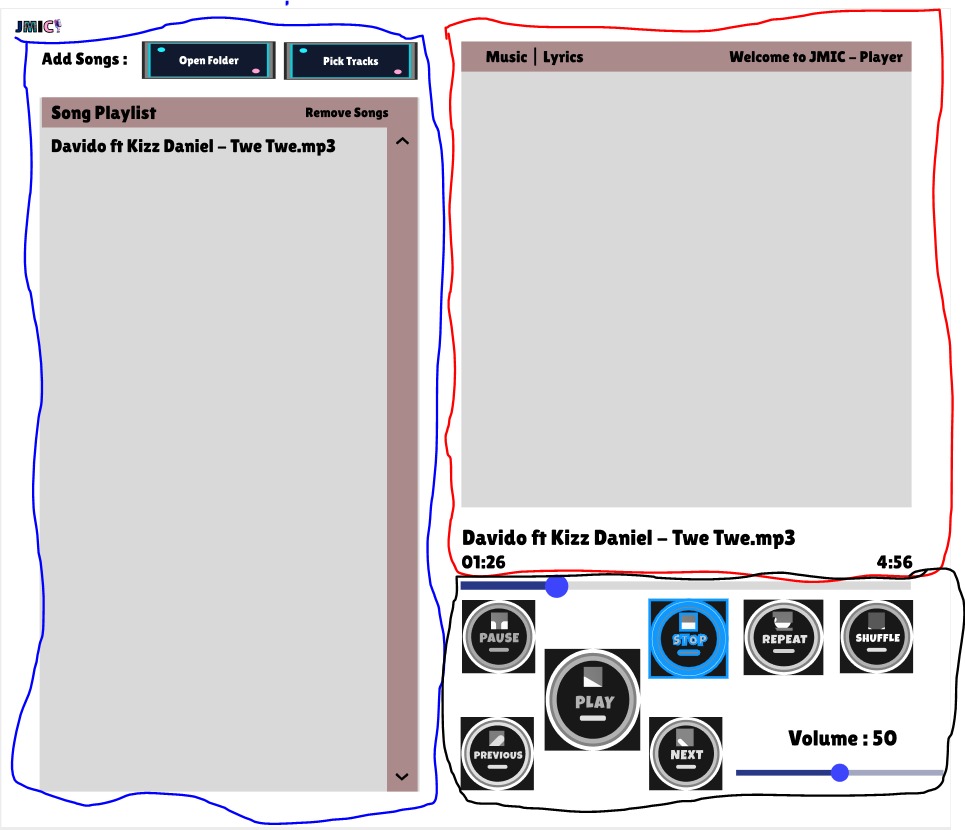 JMIC
Add Songs :
Open Folder
Pick Tracks
Song Playlist
Remove Songs
Davido ft Kizz Daniel – Twe Twe.mp3
Music | Lyrics
Welcome to JMIC – Player
Davido ft Kizz Daniel – Twe Twe.mp3
01:26
4:56
PAUSE
PLAY
STOP
REPEAT
SHUFFLE
PREVIOUS
NEXT
Volume : 50